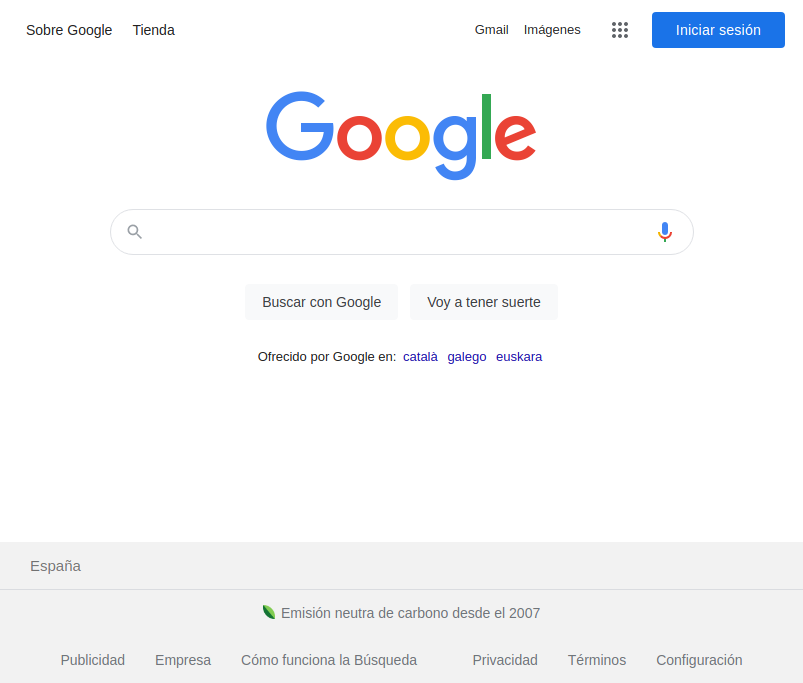 Sobre Google Tienda Gmail Imágenes Iniciar sesión
Google
Buscar con Google Voy a tener suerte
Ofrecido por Google en: català galego euskara
España
Emisión neutra de carbono desde el 2007
Publicidad Empresa Cómo funciona la Búsqueda Privacidad Términos Configuración